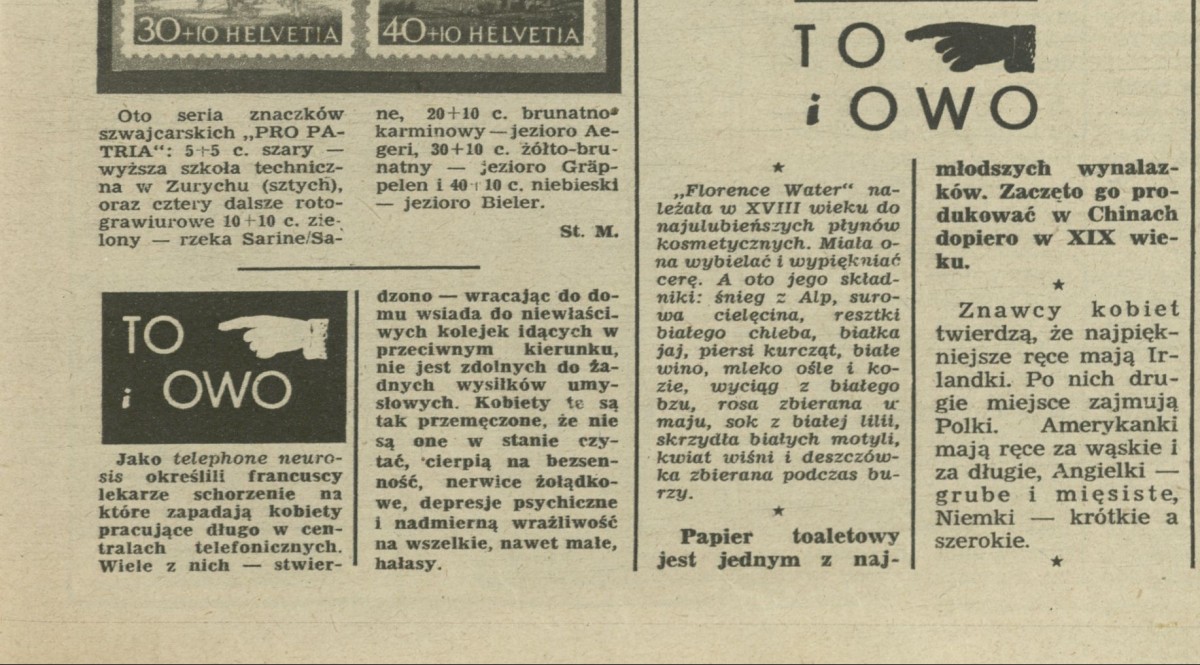 30+10 HELVETIA
40+10 HELVETIA
Oto seria znaczków
szwajcarskich „PRO PA-
TRIA“: 5+5 c. szary —
wyższa szkoła technicz-
na w Zurychu (sztych),
oraz cztery dalsze roto-
grawiurowe 10+10 c. zie-
lony — rzeka Sarine/Sa-
ne, 20+10 c. brunatno-
karminowy — jezioro Ae-
geri, 30+10 c. żółto-bru-
natny — jezioro Gräp-
pelen i 40+10 c. niebieski
— jezioro Bieler.
St. M.
TO
i OWO
Jako telephone neuro-
sis określili francuscy
lekarze schorzenie na
które zapadają kobiety
pracujące długo w cen-
tralach telefonicznych.
Wiele z nich — stwier-
dzono — wracając do do-
mu wsiada do niewłaści-
wych kolejek idących w
przeciwnym kierunku,
nie jest zdolnych do ża-
dnych wysiłków umy-
słowych. Kobiety te są
tak przemęczone, że nie
są one w stanie czy-
tać, cierpią na bezsen-
ność, nerwice żołądko-
we, depresje psychiczne
i nadmierną wrażliwość
na wszelkie, nawet małe,
hałasy.
TO
i OWO
★
„Florence Water“ na-
leżała w XVIII wieku do
najulubieńszych płynów
kosmetycznych. Miała o-
na wybielać i wypiękniać
cerę. A oto jego skład-
niki: śnieg z Alp, suro-
wa cielęcina, resztki
białego chleba, białka
jaj, piersi kurcząt, białe
wino, mleko ośle i ko-
zie, wyciąg z białego
bzu, rosa zbierana w
maju, sok z białej lilii,
skrzydła białych motyli,
kwiat wiśni i deszczów-
ka zbierana podczas bu-
rzy.
★
Papier toaletowy
jest jednym z naj-
młodszych wynalaz-
ków. Zaczęto go pro-
dukować w Chinach
dopiero w XIX wie-
ku.
★
Znawcy kobiet
twierdzą, że najpięk-
niejsze ręce mają Ir-
landki. Po nich dru-
gie miejsce zajmują
Polki. Amerykanki
mają ręce za wąskie i
za długie, Angielki —
grube i mięsiste,
Niemki — krótkie a
szerokie.
★